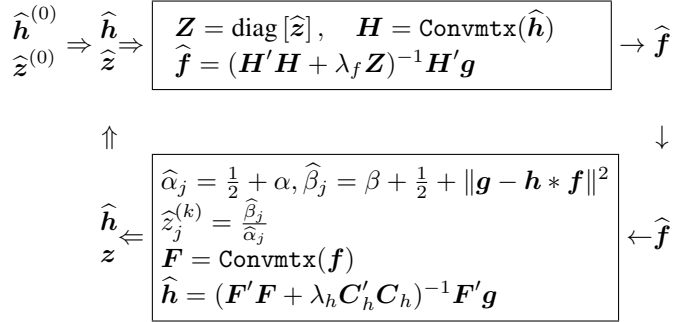 ĥ^(0) ⇒ ĥ ⇒ Z = diag [ẑ], H = Convmtx(ĥ)
ẑ^(0) ẑ f̂ = (H′H + λ_f Z)^−1 H′g → f̂
⇑ ↓
α̂_j = 1/2 + α, β̂_j = β + 1/2 + ‖g − h ∗ f‖^2
ĥ ⇐ ẑ_j^(k) = β̂_j/α̂_j ← f̂
z F = Convmtx(f)
ĥ = (F′F + λ_h C′_h C_h)^−1 F′g